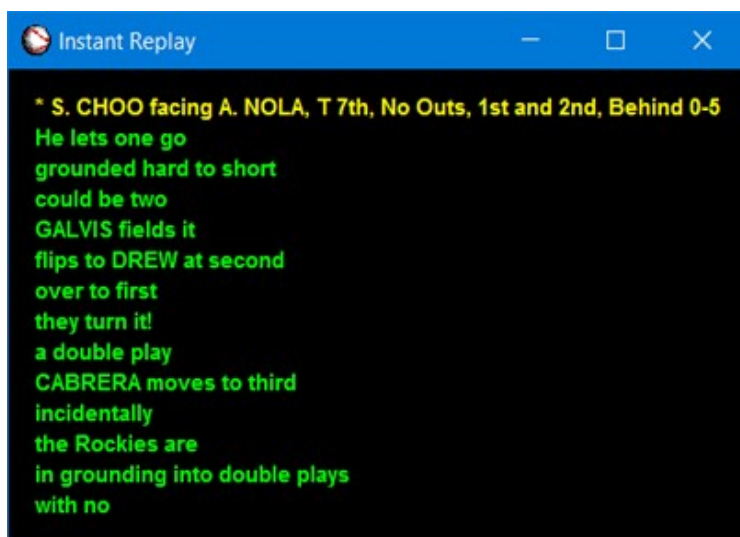 Instant Replay
* S. CHOO facing A. NOLA, T 7th, No Outs, 1st and 2nd, Behind 0-5
He lets one go
grounded hard to short
could be two
GALVIS fields it
flips to DREW at second
over to first
they turn it!
a double play
CABRERA moves to third
incidentally
the Rockies are
in grounding into double plays
with no